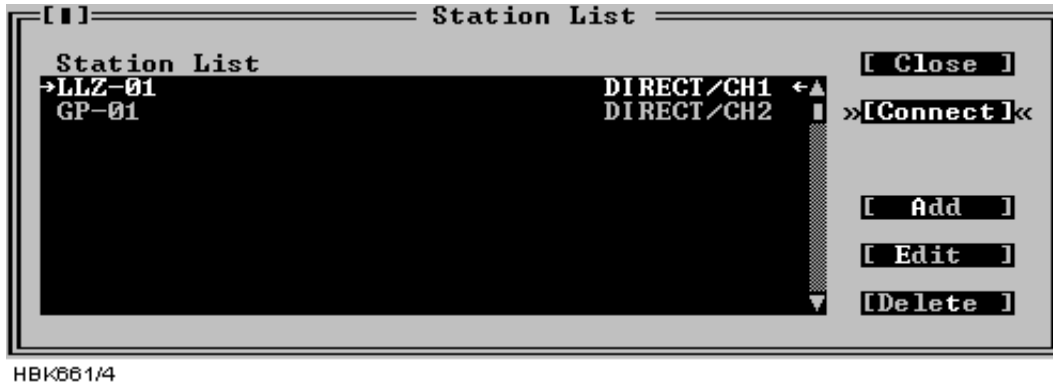 [▮] Station List
Station List
→LLZ-01 DIRECT/CH1 ←
GP-01 DIRECT/CH2
[ Close ]
»[Connect]«
[ Add ]
[ Edit ]
[Delete ]
HBK661/4